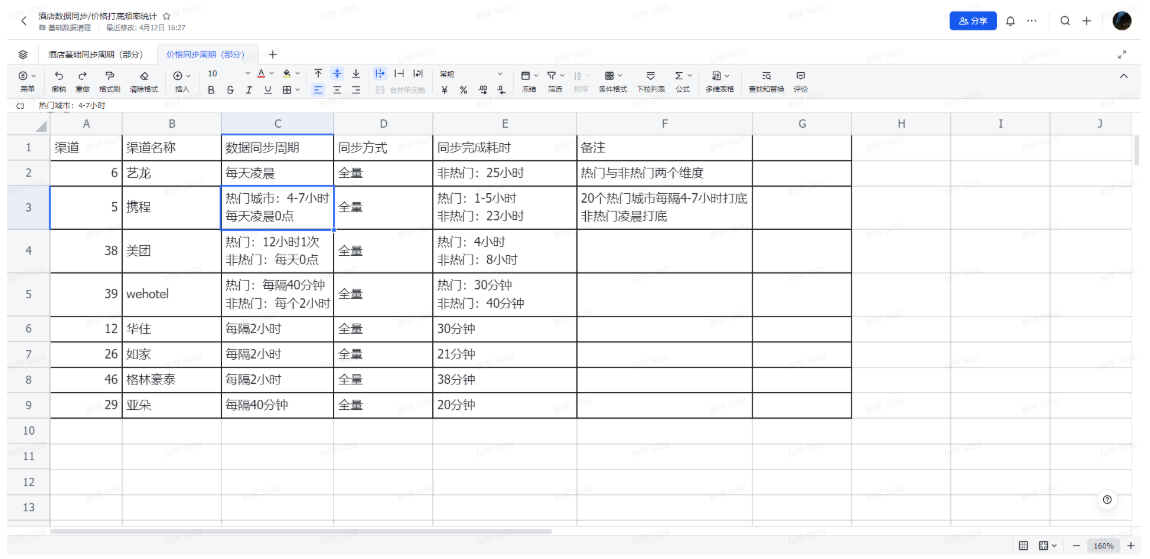 酒店数据同步/价格打底频率统计
基础数据清理 最近修改: 4月12日 16:27
分享
酒店基础同步周期（部分） 价格同步周期（部分） +
10 A 常规
B S I U ¥ %
菜单 撤销 重做 格式刷 清除格式 插入 合并单元格 冻结 筛选 排序 条件格式 下拉列表 公式 多维表格 查找和替换 评论
C3 热门城市：4-7小时
A B C D E F G H I J
1 渠道 渠道名称 数据同步周期 同步方式 同步完成耗时 备注
2 6 艺龙 每天凌晨 全量 非热门：25小时 热门与非热门两个维度
3 5 携程 热门城市：4-7小时 全量 热门：1-5小时 20个热门城市每隔4-7小时打底
每天凌晨0点 非热门：23小时 非热门凌晨打底
4 38 美团 热门：12小时1次 全量 热门：4小时
非热门：每天0点 非热门：8小时
5 39 wehotel 热门：每隔40分钟 全量 热门：30分钟
非热门：每个2小时 非热门：40分钟
6 12 华住 每隔2小时 全量 30分钟
7 26 如家 每隔2小时 全量 21分钟
8 46 格林豪泰 每隔2小时 全量 38分钟
9 29 亚朵 每隔40分钟 全量 20分钟
10
11
12
13
160%